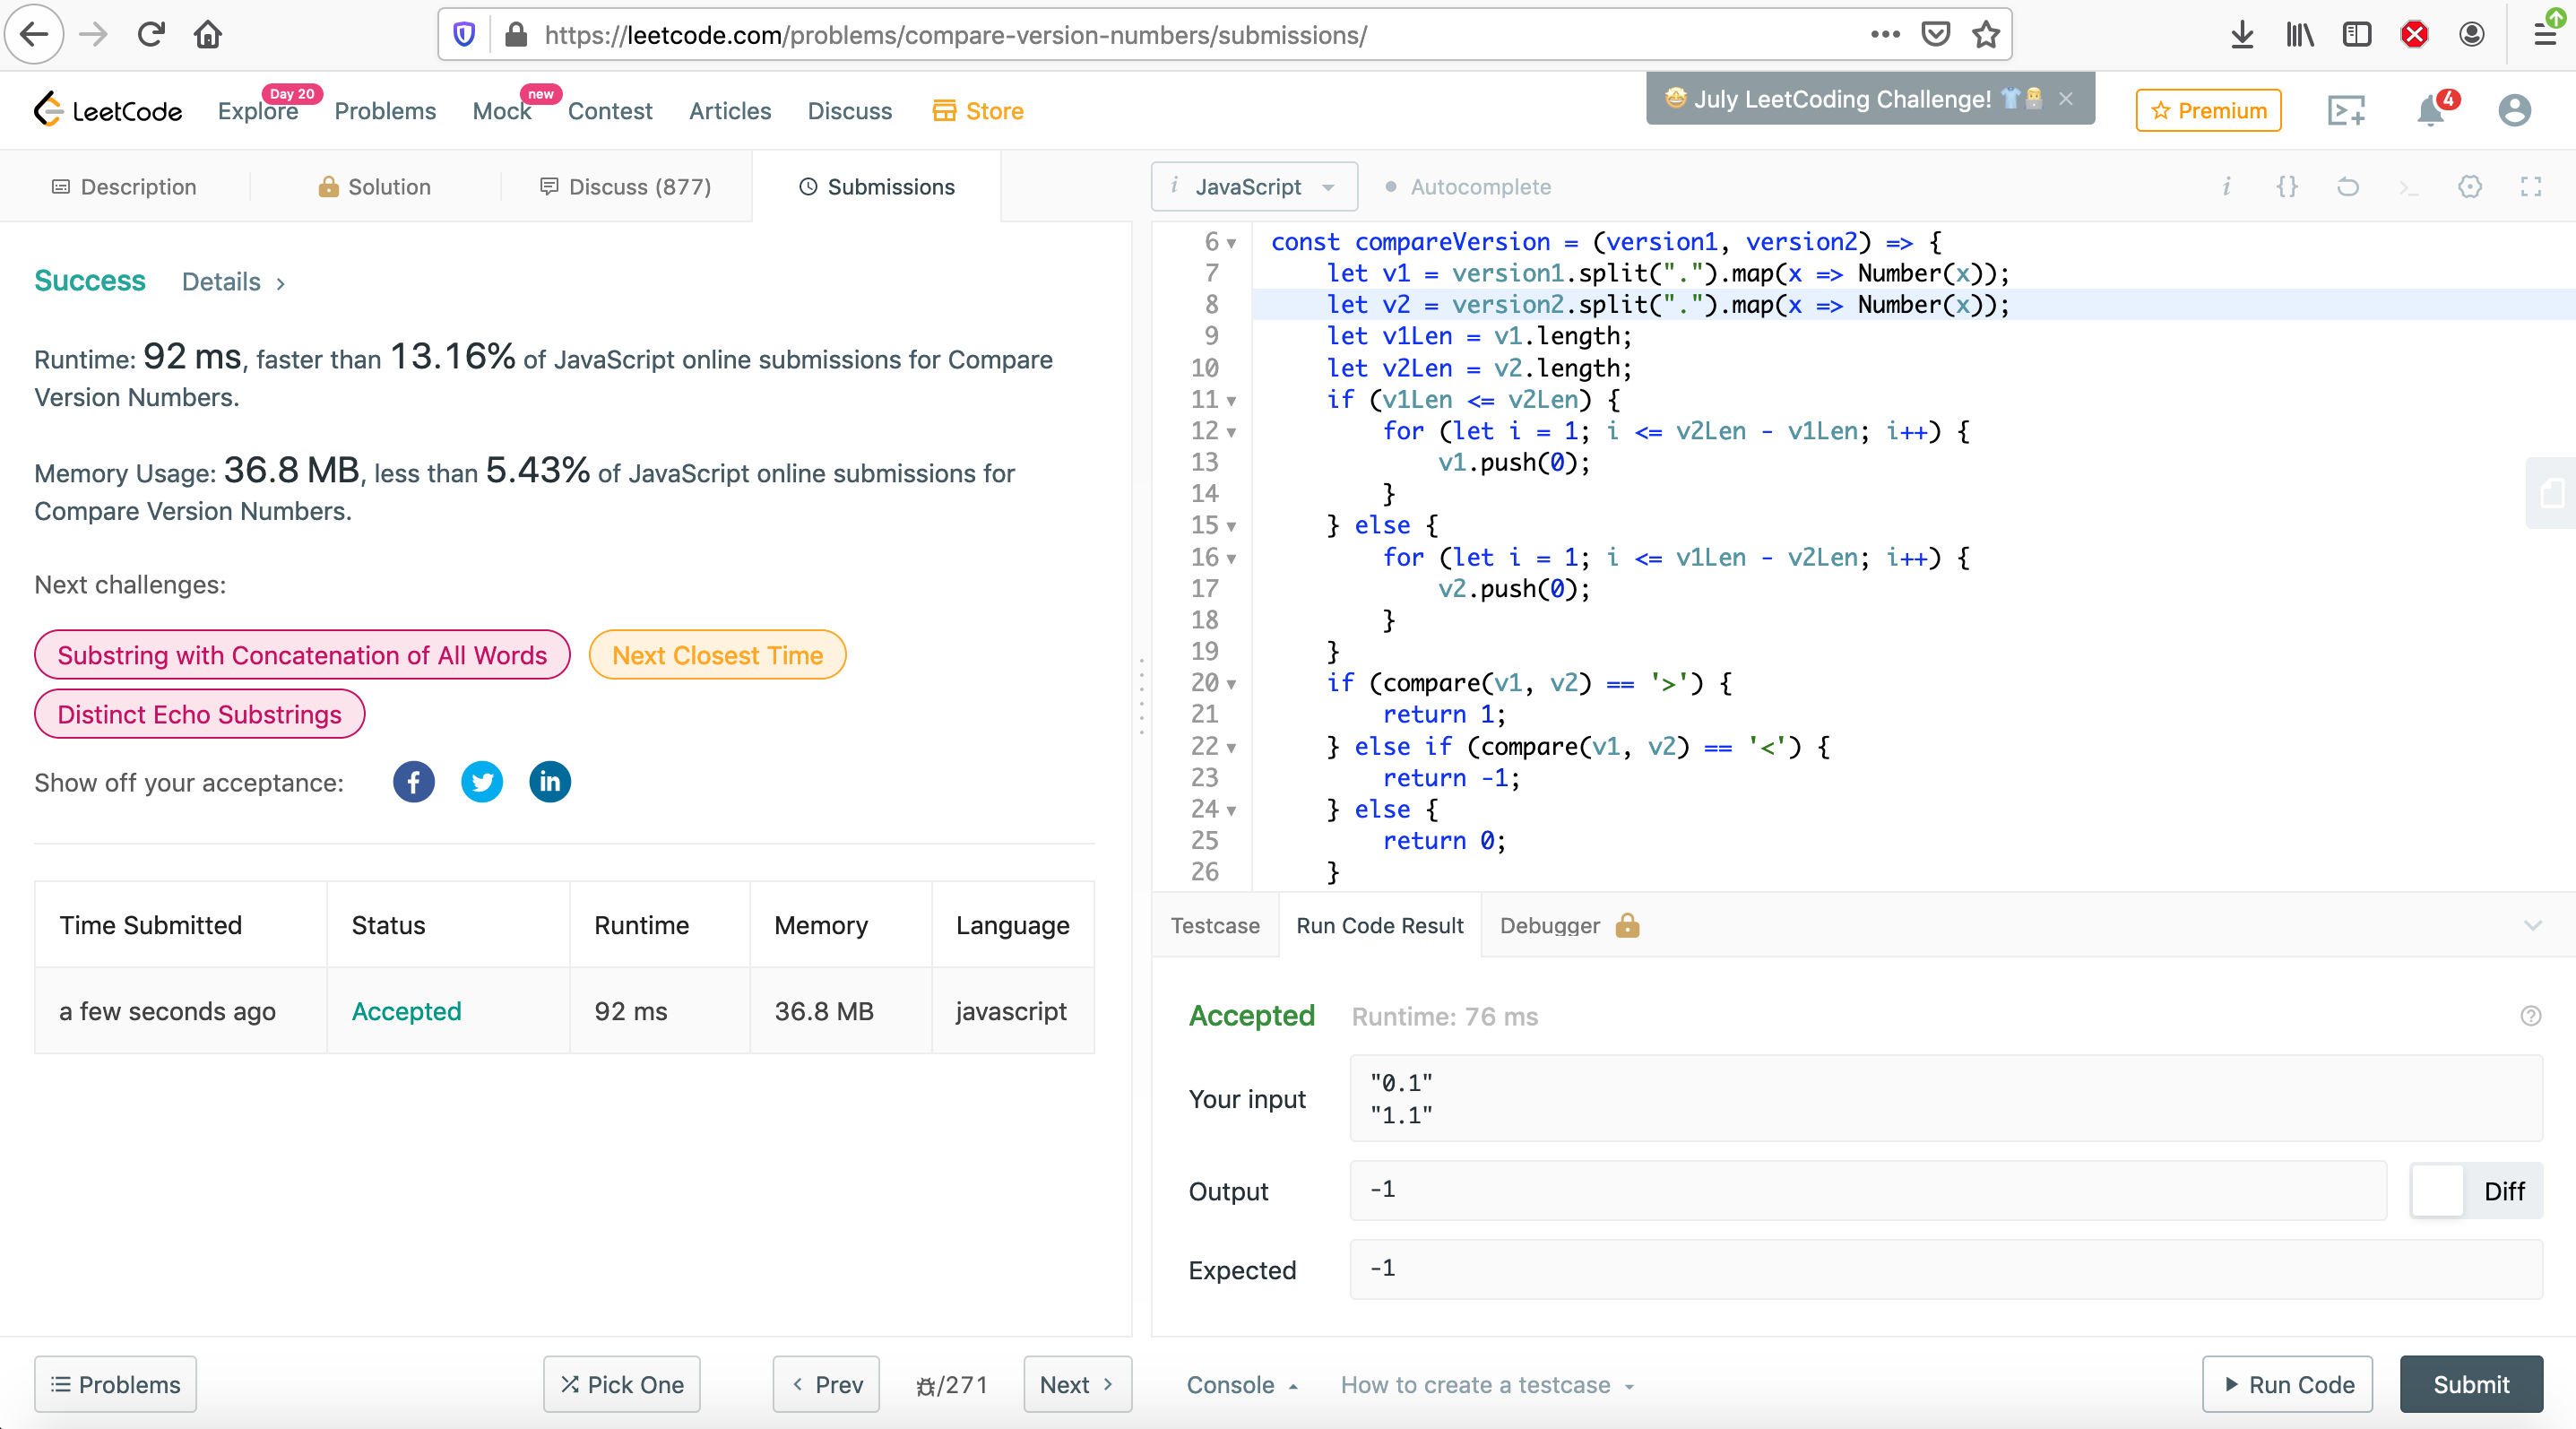 https://leetcode.com/problems/compare-version-numbers/submissions/
LeetCode
Explore
Day 20
Problems
Mock
new
Contest
Articles
Discuss
Store
July LeetCoding Challenge!
Premium
4
Description
Solution
Discuss (877)
Submissions
Success
Details
Runtime: 92 ms, faster than 13.16% of JavaScript online submissions for Compare
Version Numbers.
Memory Usage: 36.8 MB, less than 5.43% of JavaScript online submissions for
Compare Version Numbers.
Next challenges:
Substring with Concatenation of All Words
Next Closest Time
Distinct Echo Substrings
Show off your acceptance:
Time Submitted Status Runtime Memory Language
a few seconds ago Accepted 92 ms 36.8 MB javascript
i JavaScript
Autocomplete
6 const compareVersion = (version1, version2) => {
7 let v1 = version1.split(".").map(x => Number(x));
8 let v2 = version2.split(".").map(x => Number(x));
9 let v1Len = v1.length;
10 let v2Len = v2.length;
11 if (v1Len <= v2Len) {
12 for (let i = 1; i <= v2Len - v1Len; i++) {
13 v1.push(0);
14 }
15 } else {
16 for (let i = 1; i <= v1Len - v2Len; i++) {
17 v2.push(0);
18 }
19 }
20 if (compare(v1, v2) == '>') {
21 return 1;
22 } else if (compare(v1, v2) == '<') {
23 return -1;
24 } else {
25 return 0;
26 }
Testcase
Run Code Result
Debugger
Accepted
Runtime: 76 ms
Your input
"0.1"
"1.1"
Output
-1
Diff
Expected
-1
Problems
Pick One
Prev
/271
Next
Console
How to create a testcase
Run Code
Submit